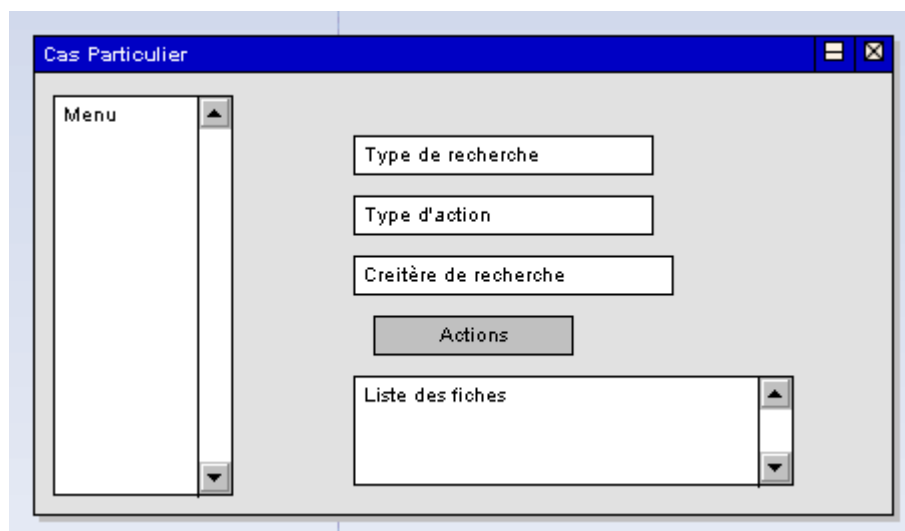 Cas Particulier
Menu
Type de recherche
Type d'action
Creitère de recherche
Actions
Liste des fiches